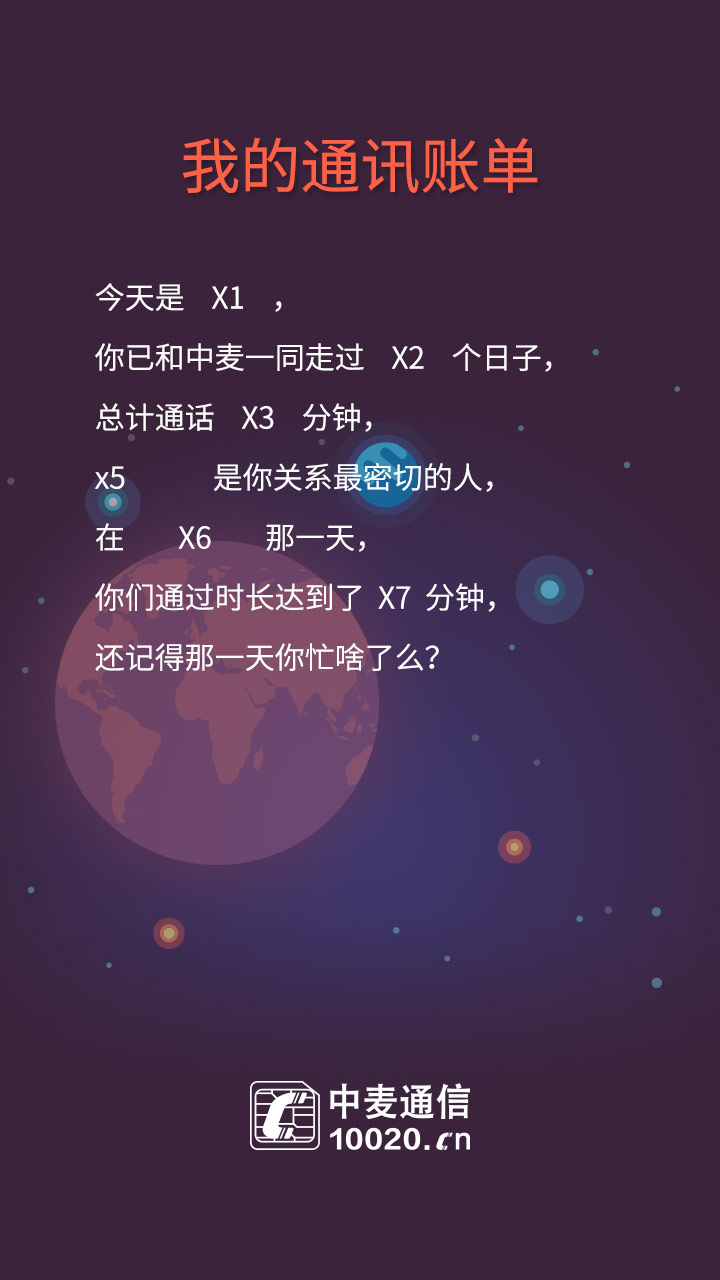 我的通讯账单
今天是 X1 ，
你已和中麦一同走过 X2 个日子，
总计通话 X3 分钟，
x5 是你关系最密切的人，
在 X6 那一天，
你们通过时长达到了 X7 分钟，
还记得那一天你忙啥了么？
中麦通信
10020.cn